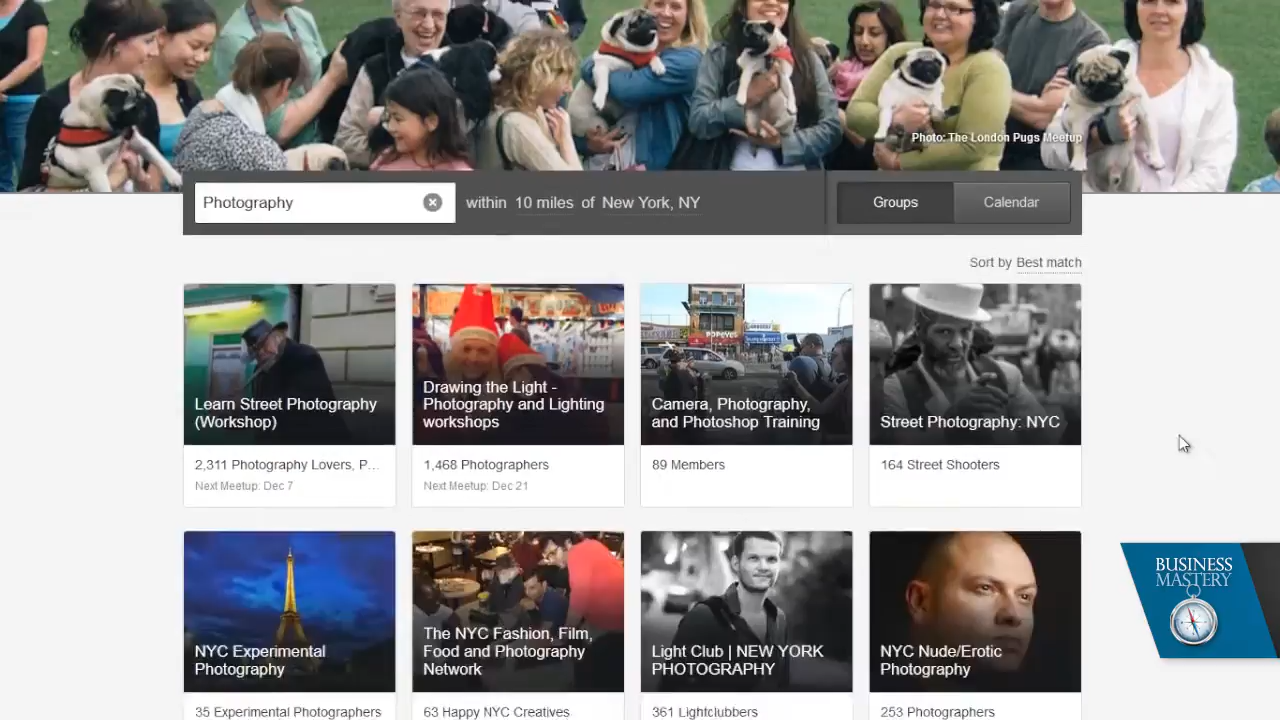 Photo: The London Pugs Meetup
Photography
within 10 miles of New York, NY
Groups
Calendar
Sort by Best match
Learn Street Photography
(Workshop)
2,311 Photography Lovers, P…
Next Meetup: Dec 7
Drawing the Light -
Photography and Lighting
workshops
1,468 Photographers
Next Meetup: Dec 21
POPEYES
Camera, Photography,
and Photoshop Training
89 Members
Street Photography: NYC
164 Street Shooters
NYC Experimental
Photography
35 Experimental Photographers
The NYC Fashion, Film,
Food and Photography
Network
63 Happy NYC Creatives
Light Club | NEW YORK
PHOTOGRAPHY
361 Lightclubbers
NYC Nude/Erotic
Photography
253 Photographers
BUSINESS
MASTERY